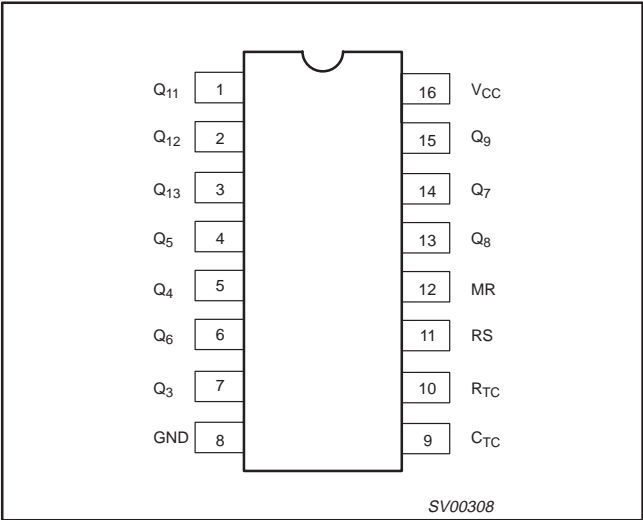 Q11 1 16 VCC
Q12 2 15 Q9
Q13 3 14 Q7
Q5 4 13 Q8
Q4 5 12 MR
Q6 6 11 RS
Q3 7 10 RTC
GND 8 9 CTC
SV00308